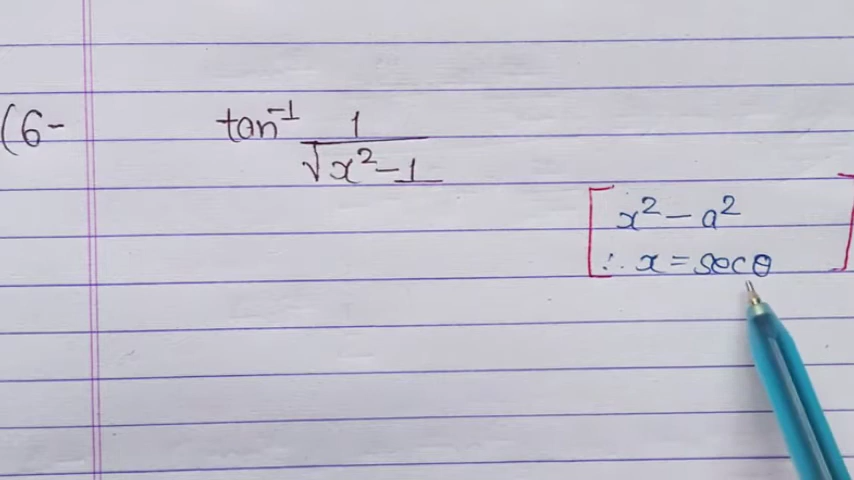 (6-
tan⁻¹ 1/√x²-1
x² - a²
∴ x = secθ